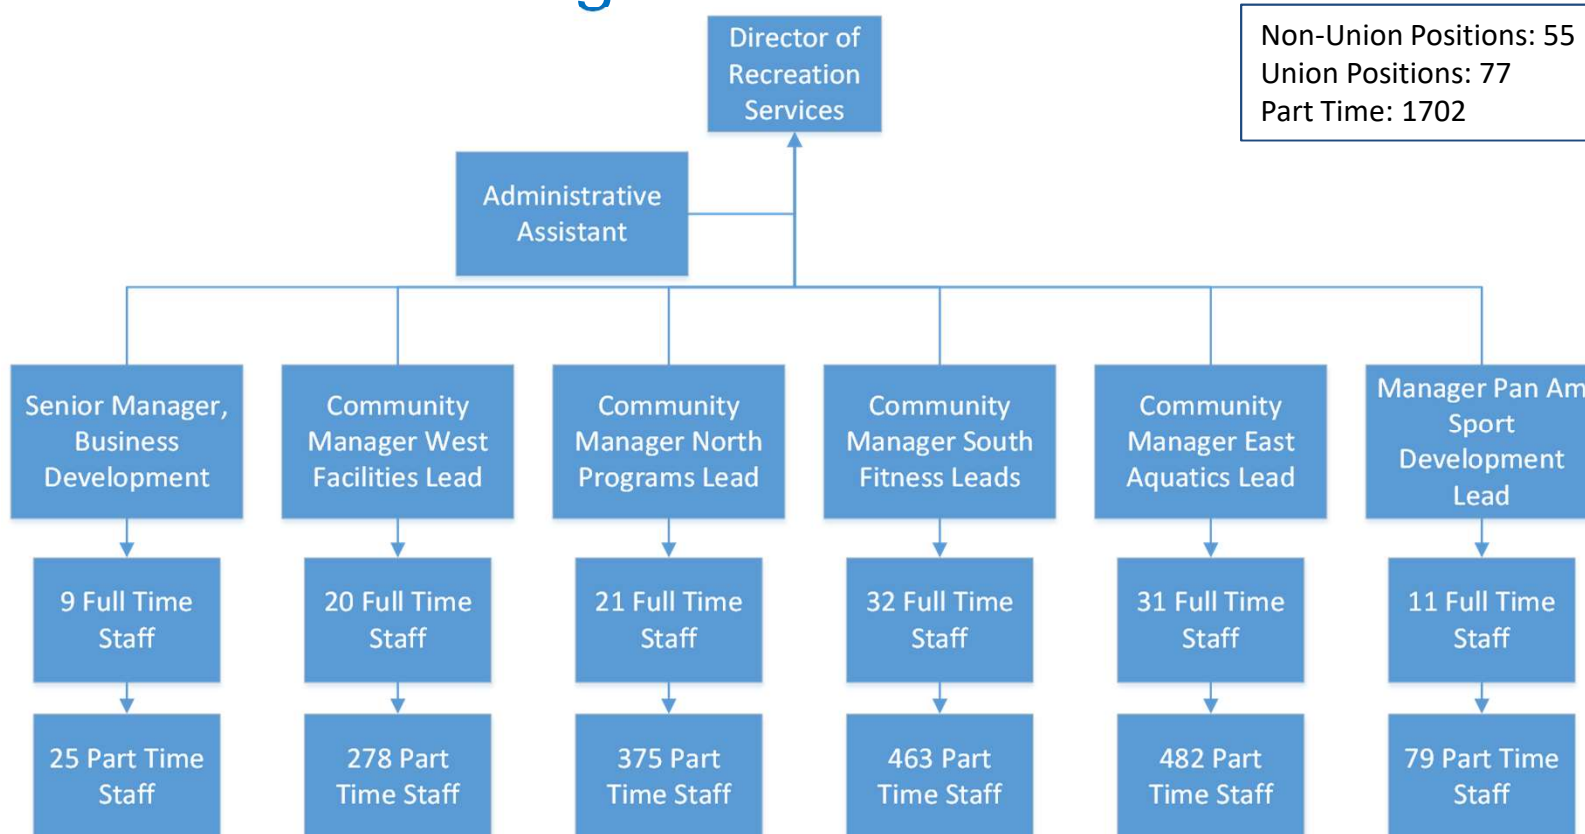 Director of
Recreation
Services
Non-Union Positions: 55
Union Positions: 77
Part Time: 1702
Administrative
Assistant
Senior Manager,
Business
Development
Community
Manager West
Facilities Lead
Community
Manager North
Programs Lead
Community
Manager South
Fitness Leads
Community
Manager East
Aquatics Lead
Manager Pan Am
Sport
Development
Lead
9 Full Time
Staff
20 Full Time
Staff
21 Full Time
Staff
32 Full Time
Staff
31 Full Time
Staff
11 Full Time
Staff
25 Part Time
Staff
278 Part
Time Staff
375 Part
Time Staff
463 Part
Time Staff
482 Part
Time Staff
79 Part Time
Staff